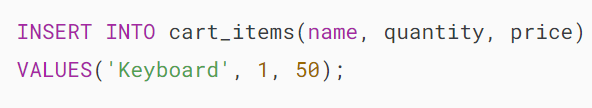 INSERT INTO cart_items(name, quantity, price)
VALUES('Keyboard', 1, 50);